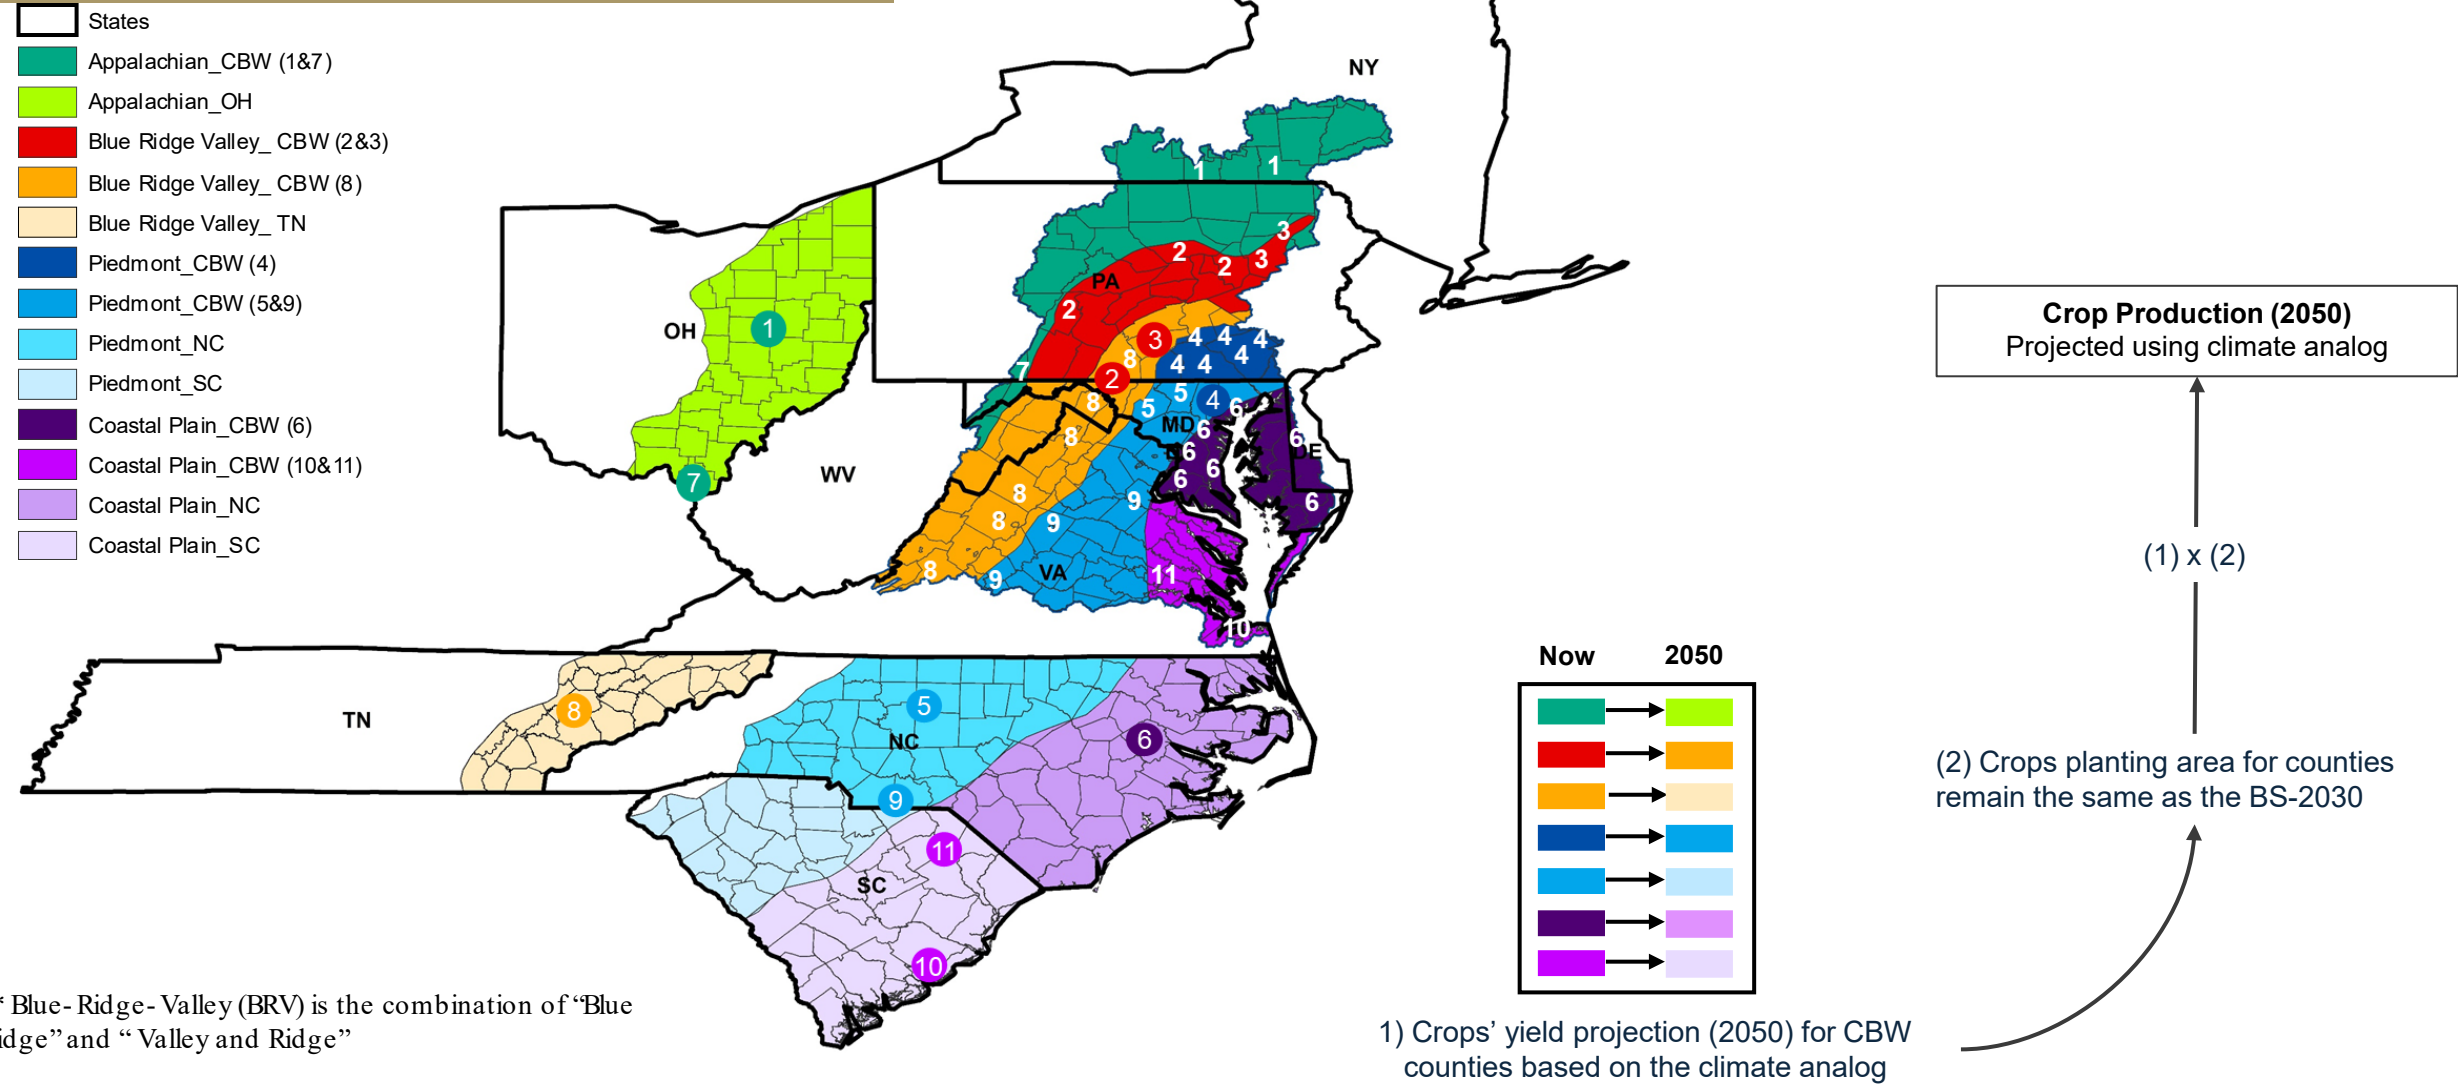 States
Appalachian_CBW (1&7)
Appalachian_OH
Blue Ridge Valley_ CBW (2&3)
Blue Ridge Valley_ CBW (8)
Blue Ridge Valley_ TN
Piedmont_CBW (4)
Piedmont_CBW (5&9)
Piedmont_NC
Piedmont_SC
Coastal Plain_CBW (6)
Coastal Plain_CBW (10&11)
Coastal Plain_NC
Coastal Plain_SC
NY
1 1
3
2 2 3
PA
2
OH 1
3 4 4 4
8 4 4 4
7 2
8 5 5 4 6
MD 6
8 6 6 DE
WV 6 6
7
8 9 6
8 9
8 9 VA 11
10
TN 8
5
NC 6
9
11
SC
10
* Blue-Ridge-Valley (BRV) is the combination of “Blue
idge” and “ Valley and Ridge”
Now 2050
1) Crops’ yield projection (2050) for CBW
counties based on the climate analog
Crop Production (2050)
Projected using climate analog
(1) x (2)
(2) Crops planting area for counties
remain the same as the BS-2030